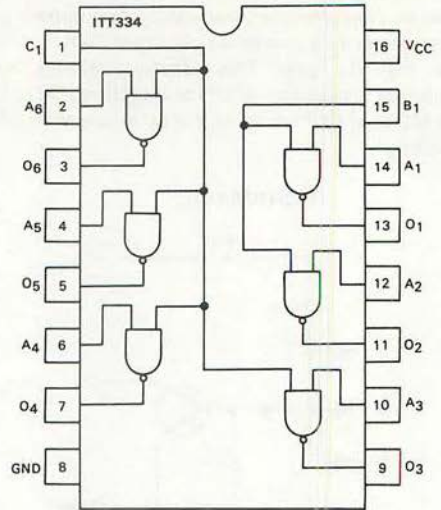 ITT334
C1 1
A6 2
O6 3
A5 4
O5 5
A4 6
O4 7
GND 8
16 VCC
15 B1
14 A1
13 O1
12 A2
11 O2
10 A3
9 O3